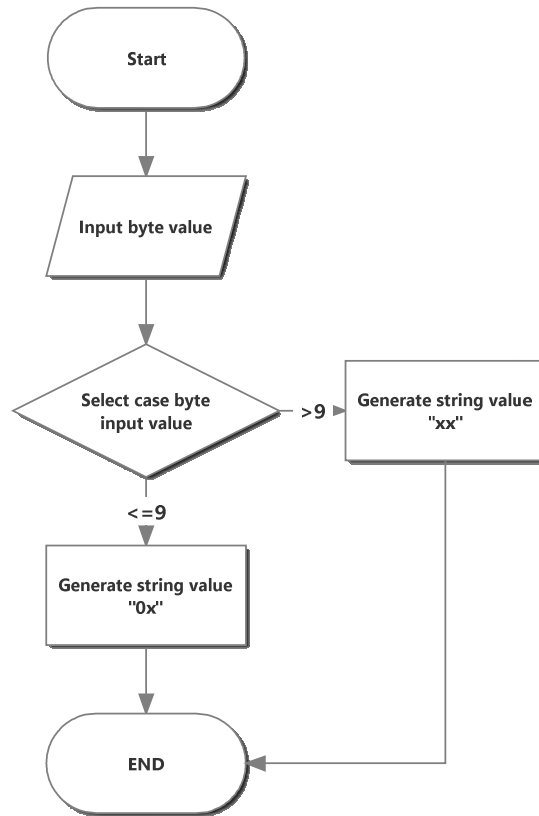 Start
Input byte value
Select case byte
input value
>9
Generate string value
"xx"
<=9
Generate string value
"0x"
END